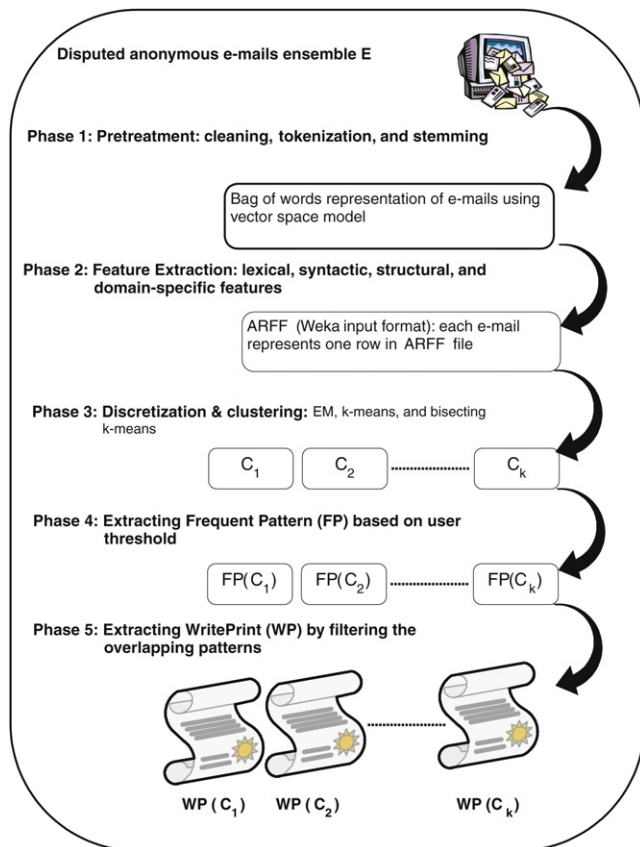 Disputed anonymous e-mails ensemble E
Phase 1: Pretreatment: cleaning, tokenization, and stemming
Bag of words representation of e-mails using
vector space model
Phase 2: Feature Extraction: lexical, syntactic, structural, and
domain-specific features
ARFF (Weka input format): each e-mail
represents one row in ARFF file
Phase 3: Discretization & clustering: EM, k-means, and bisecting
k-means
C1 C2 ........................ Ck
Phase 4: Extracting Frequent Pattern (FP) based on user
threshold
FP(C1) FP(C2) ........................ FP(Ck)
Phase 5: Extracting WritePrint (WP) by filtering the
overlapping patterns
........................
WP (C1) WP (C2) WP (Ck)